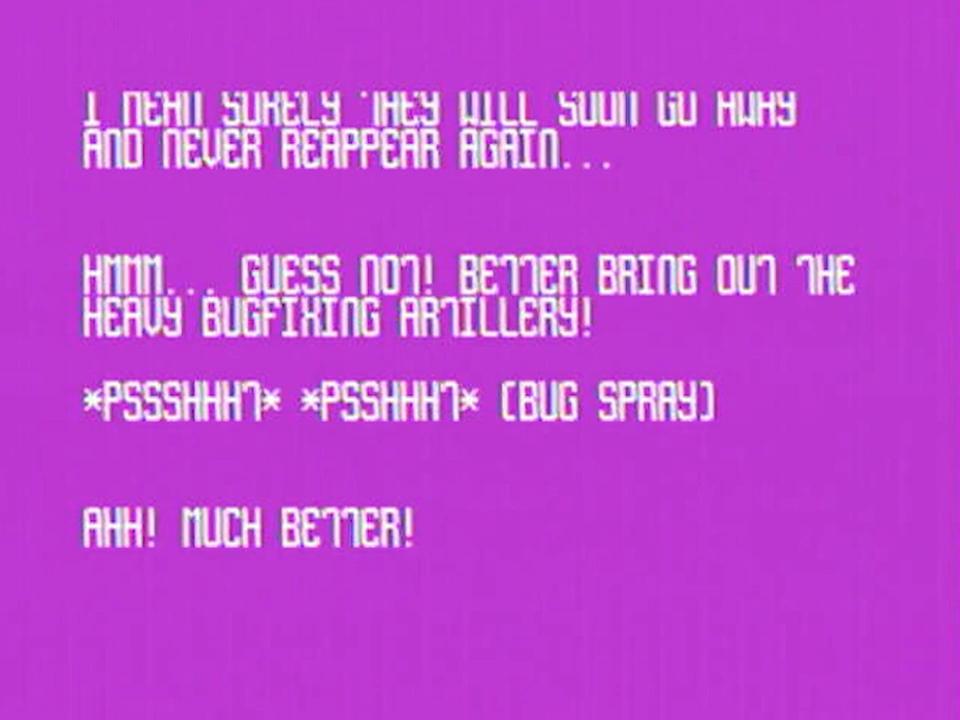 I MEAN SURELY THEY WILL SOON GO AWAY
AND NEVER REAPPEAR AGAIN...
HMMM... GUESS NOT! BETTER BRING OUT THE
HEAVY BUGFIXING ARTILLERY!
*PSSSHHHT* *PSSHHHT* (BUG SPRAY)
AHH! MUCH BETTER!